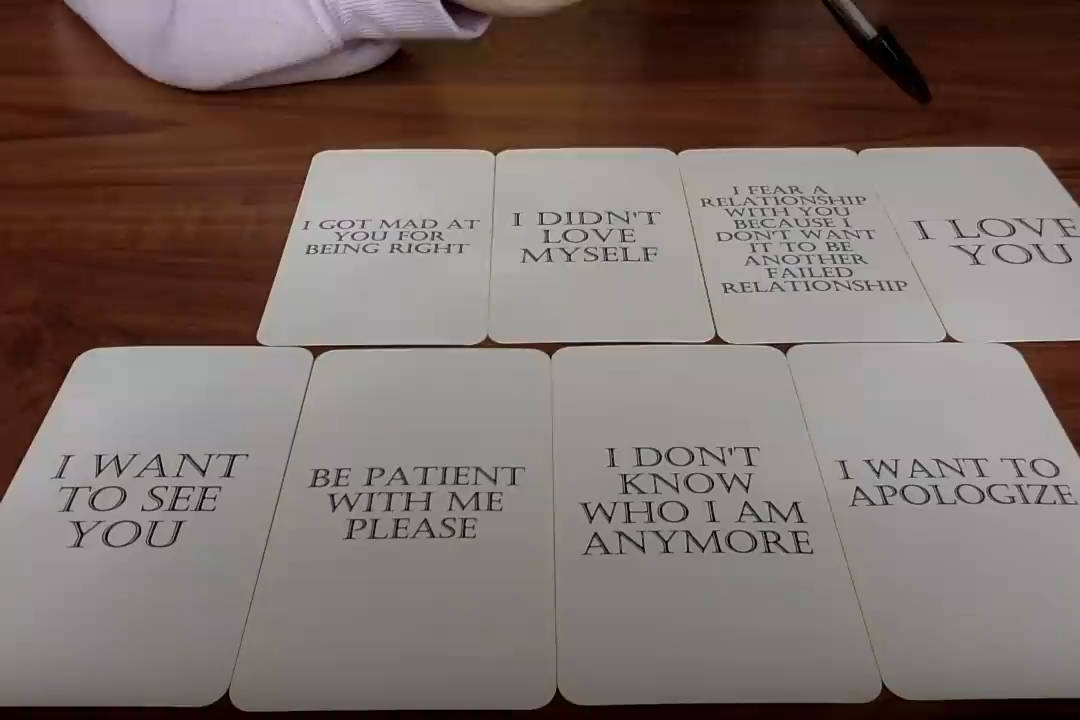 I GOT MAD AT
YOU FOR
BEING RIGHT
I DIDN'T
LOVE
MYSELF
I FEAR A
RELATIONSHIP
WITH YOU
BECAUSE I
DON'T WANT
IT TO BE
ANOTHER
FAILED
RELATIONSHIP
I LOVE
YOU
I WANT
TO SEE
YOU
BE PATIENT
WITH ME
PLEASE
I DON'T
KNOW
WHO I AM
ANYMORE
I WANT TO
APOLOGIZE